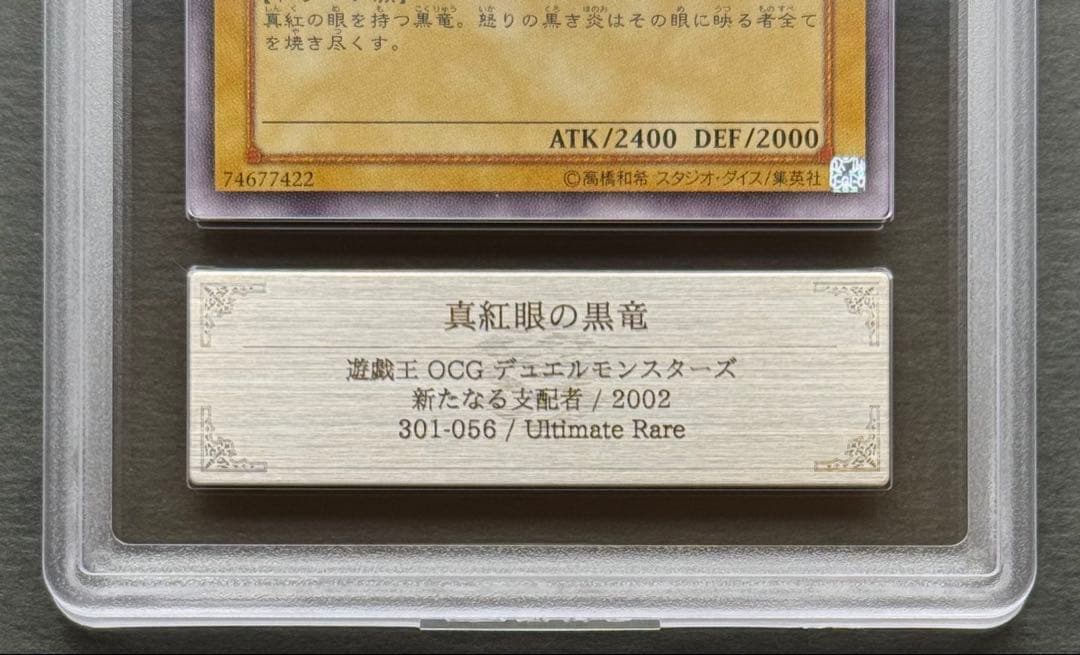 真紅の眼を持つ黒竜。怒りの黒き炎はその眼に映る者全て
を焼き尽くす。
ATK/2400 DEF/2000
74677422
©高橋和希 スタジオ・ダイス/集英社
真紅眼の黒竜
遊戯王 OCG デュエルモンスターズ
新たなる支配者 / 2002
301-056 / Ultimate Rare